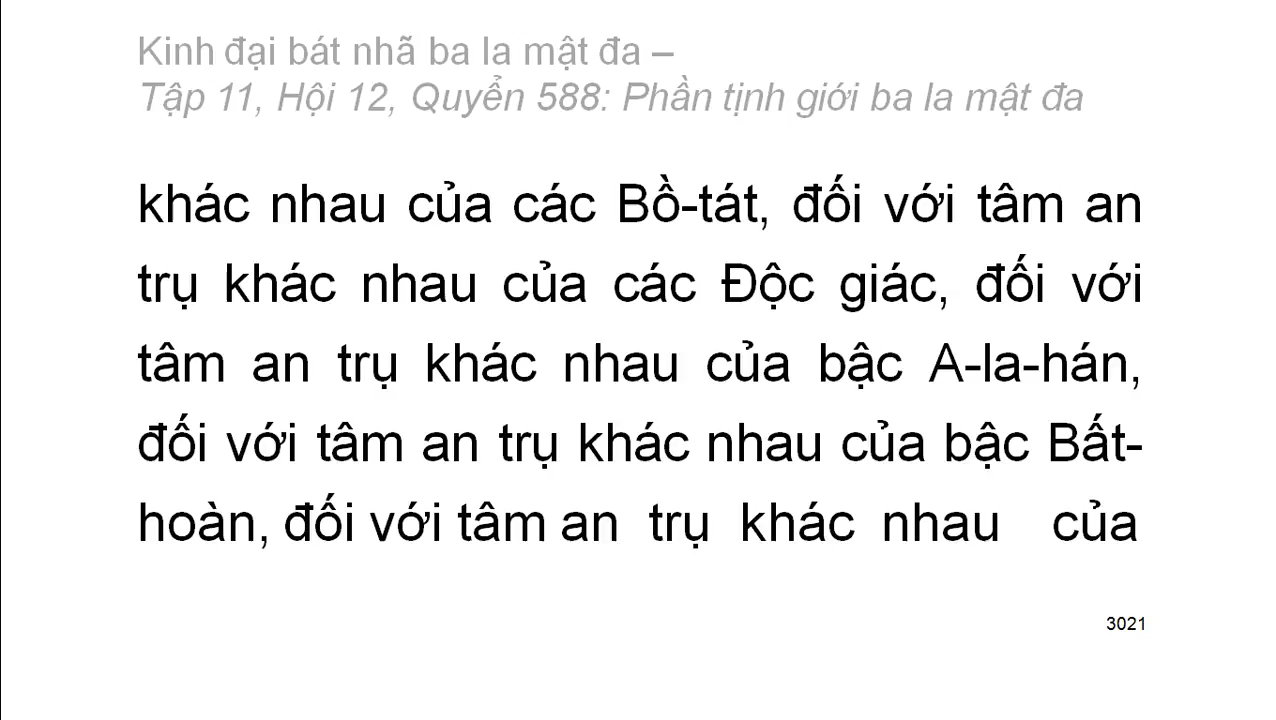 Kinh đại bát nhã ba la mật đa –
Tập 11, Hội 12, Quyển 588: Phần tịnh giới ba la mật đa
khác nhau của các Bồ-tát, đối với tâm an
trụ khác nhau của các Độc giác, đối với
tâm an trụ khác nhau của bậc A-la-hán,
đối với tâm an trụ khác nhau của bậc Bất-
hoàn, đối với tâm an trụ khác nhau của
3021